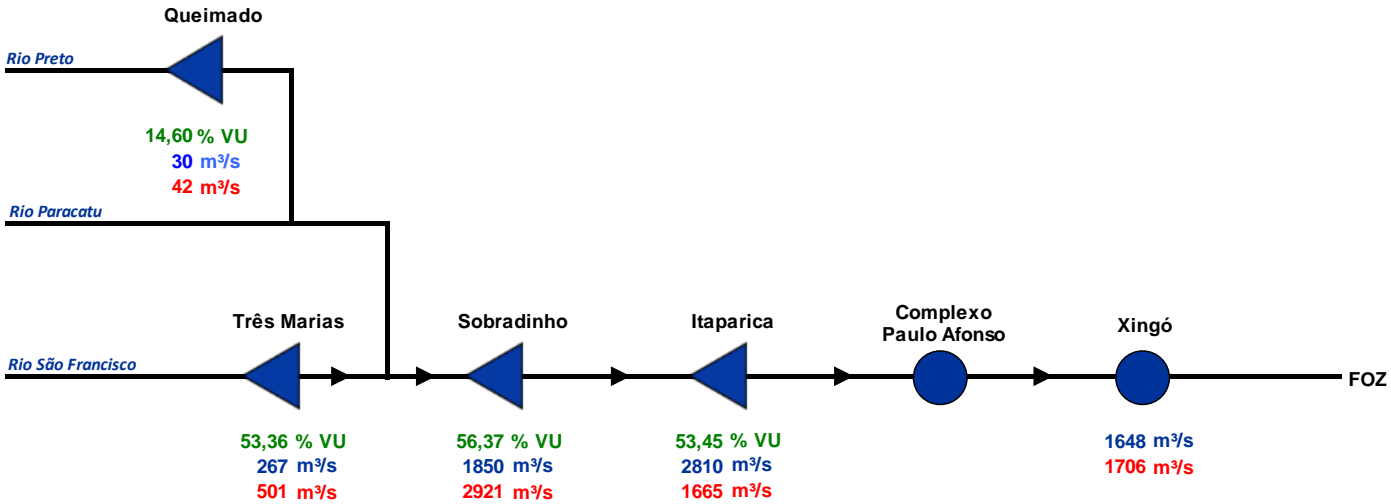 Queimado
Rio Preto
14,60 % VU
30 m³/s
42 m³/s
Rio Paracatu
Três Marias
Sobradinho
Itaparica
Complexo
Paulo Afonso
Xingó
Rio São Francisco
FOZ
53,36 % VU
267 m³/s
501 m³/s
56,37 % VU
1850 m³/s
2921 m³/s
53,45 % VU
2810 m³/s
1665 m³/s
1648 m³/s
1706 m³/s